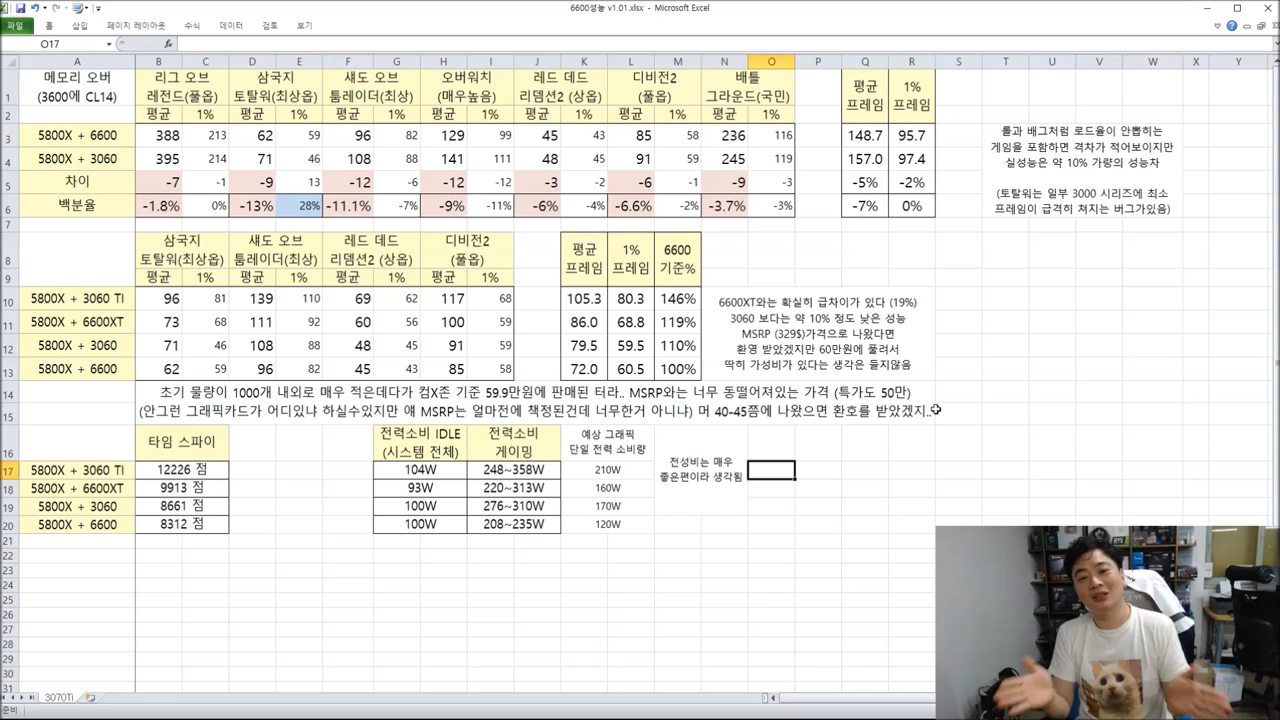 6600성능 v1.01.xlsx - Microsoft Excel
파일 홈 삽입 페이지 레이아웃 수식 데이터 검토 보기
O17 fx
A B C D E F G H I J K L M N O P Q R S T U V W X Y
1 메모리 오버 리그 오브 삼국지 섀도 오브 오버워치 레드 데드 디비전2 배틀 평균 1%
(3600에 CL14) 레전드(풀옵) 토탈워(최상옵) 툼레이더(최상) (매우높음) 리뎀션2 (상옵) (풀옵) 그라운드(국민) 프레임 프레임
2 평균 1% 평균 1% 평균 1% 평균 1% 평균 1% 평균 1% 평균 1%
3 5800X + 6600 388 213 62 59 96 82 129 99 45 43 85 58 236 116 148.7 95.7
4 5800X + 3060 395 214 71 46 108 88 141 111 48 45 91 59 245 119 157.0 97.4
5 차이 -7 -1 -9 13 -12 -6 -12 -12 -3 -2 -6 -1 -9 -3 -5% -2%
6 백분율 -1.8% 0% -13% 28% -11.1% -7% -9% -11% -6% -4% -6.6% -2% -3.7% -3% -7% 0%
롤과 배그처럼 로드율이 안뽑히는
게임을 포함하면 격차가 적어보이지만
실성능은 약 10% 가량의 성능차
(토탈워는 일부 3000 시리즈에 최소
프레임이 급격히 쳐지는 버그가있음)
7
8 삼국지 섀도 오브 레드 데드 디비전2 평균 1% 6600
토탈워(최상옵) 툼레이더(최상) 리뎀션2 (상옵) (풀옵) 프레임 프레임 기준%
9 평균 1% 평균 1% 평균 1% 평균 1%
10 5800X + 3060 TI 96 81 139 110 69 62 117 68 105.3 80.3 146%
11 5800X + 6600XT 73 68 111 92 60 56 100 59 86.0 68.8 119%
12 5800X + 3060 71 46 108 88 48 45 91 59 79.5 59.5 110%
13 5800X + 6600 62 59 96 82 45 43 85 58 72.0 60.5 100%
6600XT와는 확실히 급차이가 있다 (19%)
3060 보다는 약 10% 정도 낮은 성능
MSRP (329$)가격으로 나왔다면
환영 받았겠지만 60만원에 풀려서
딱히 가성비가 있다는 생각은 들지않음
14 초기 물량이 1000개 내외로 매우 적은데다가 컴X존 기준 59.9만원에 판매된 터라.. MSRP와는 너무 동떨어져있는 가격 (특가도 50만)
15 (안그런 그래픽카드가 어디있냐 하실수있지만 얘 MSRP는 얼마전에 책정된건데 너무한거 아니냐) 머 40-45쯤에 나왔으면 환호를 받았겠지..
16 타임 스파이 전력소비 IDLE 전력소비 예상 그래픽
(시스템 전체) 게이밍 단일 전력 소비량
17 5800X + 3060 TI 12226 점 104W 248~358W 210W
18 5800X + 6600XT 9913 점 93W 220~313W 160W
19 5800X + 3060 8661 점 100W 276~310W 170W
20 5800X + 6600 8312 점 100W 208~235W 120W
전성비는 매우
좋은편이라 생각됨
21
22
23
24
25
26
27
28
29
30
31
3070Ti
준비